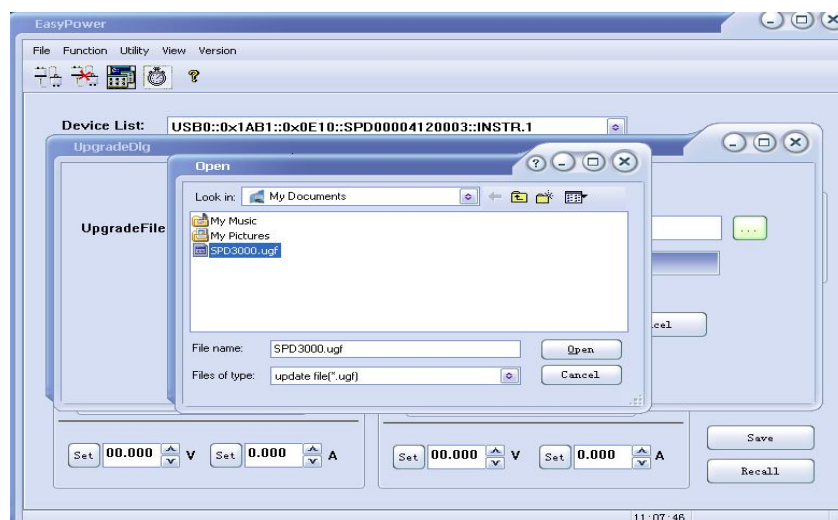 EasyPower
File Function Utility View Version
Device List: USB0::0x1AB1::0x0E10::SPD00004120003::INSTR.1
UpgradeDlg
Open
Look in: My Documents
My Music
My Pictures
SPD3000.ugf
UpgradeFile
...
File name: SPD3000.ugf Open
Files of type: update file(*.ugf) Cancel
Set 00.000 V Set 0.000 A
Set 00.000 V Set 0.000 A
Save
Recall
11:07:46